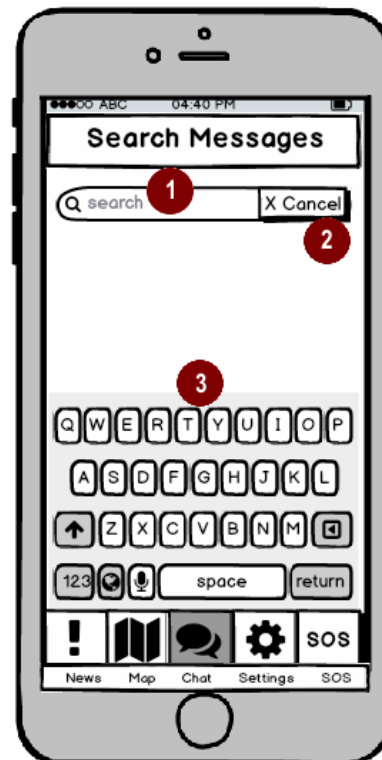 ABC 04:40 PM
Search Messages
1
search X Cancel
2
3
Q W E R T Y U I O P
A S D F G H J K L
Z X C V B N M
123 space return
! SOS
News Map Chat Settings SOS